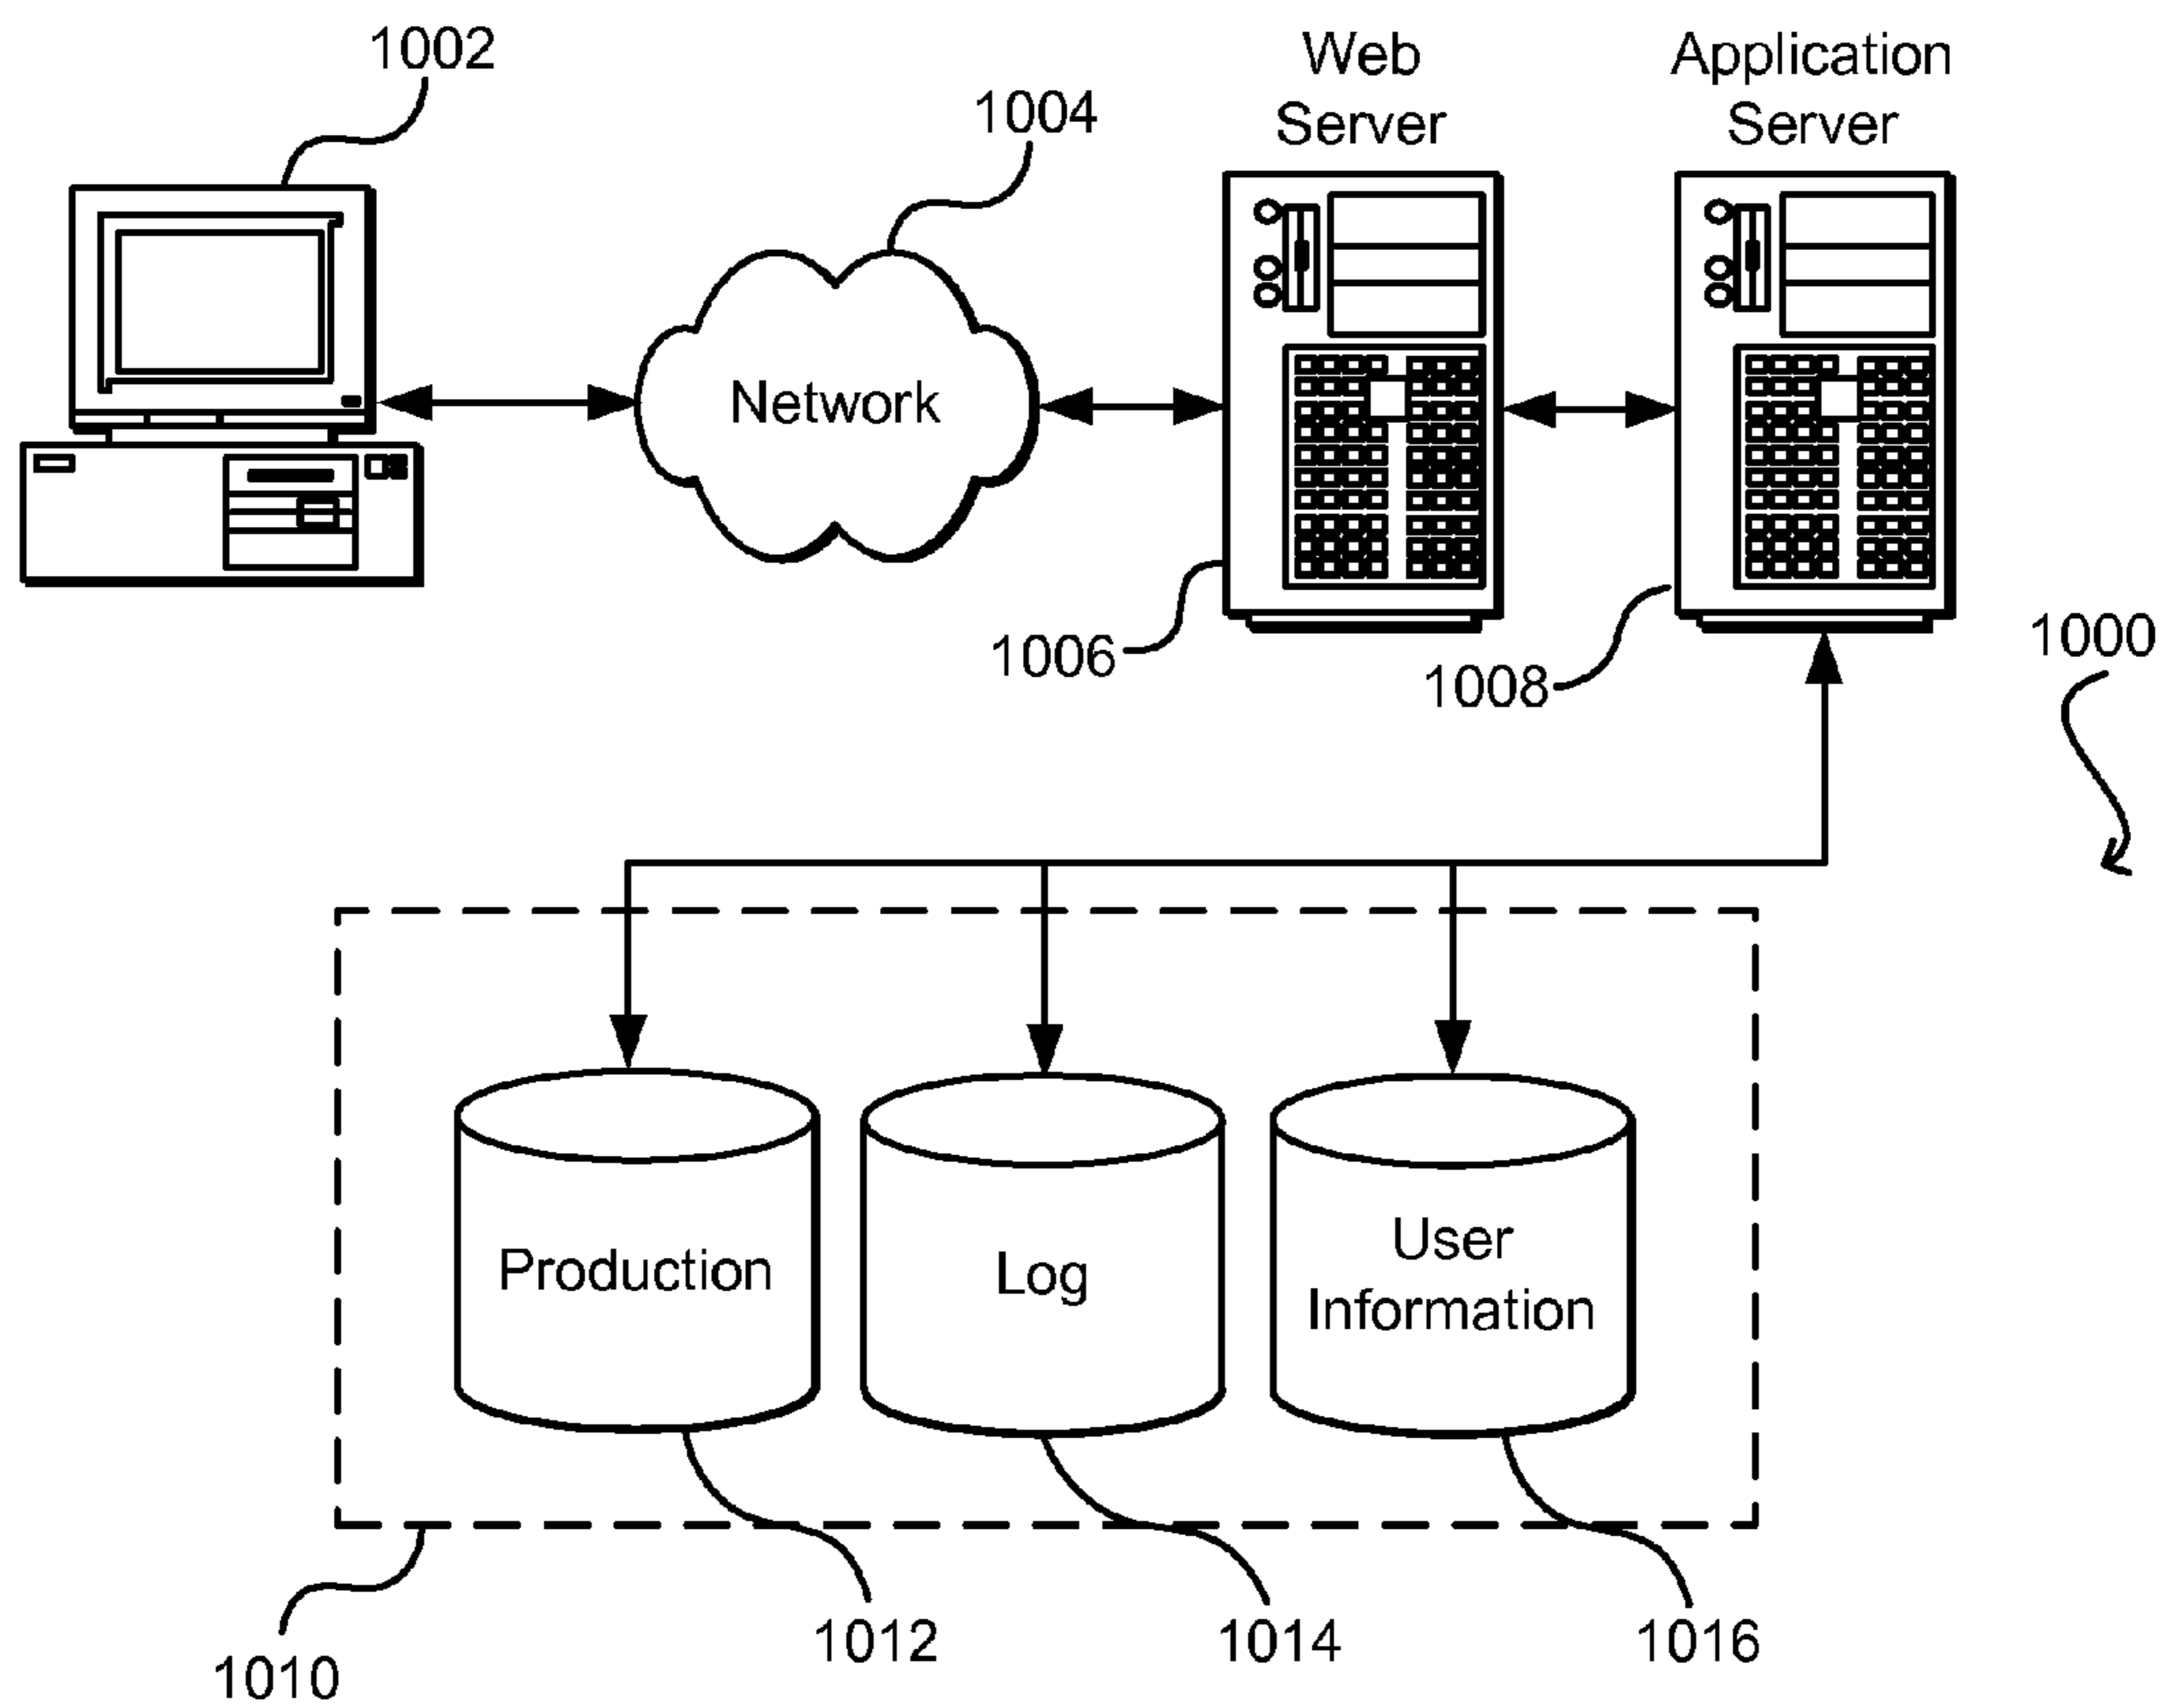 1002
1004
Web
Server
Application
Server
Network
1006
1008
1000
Production
Log
User
Information
1010
1012
1014
1016